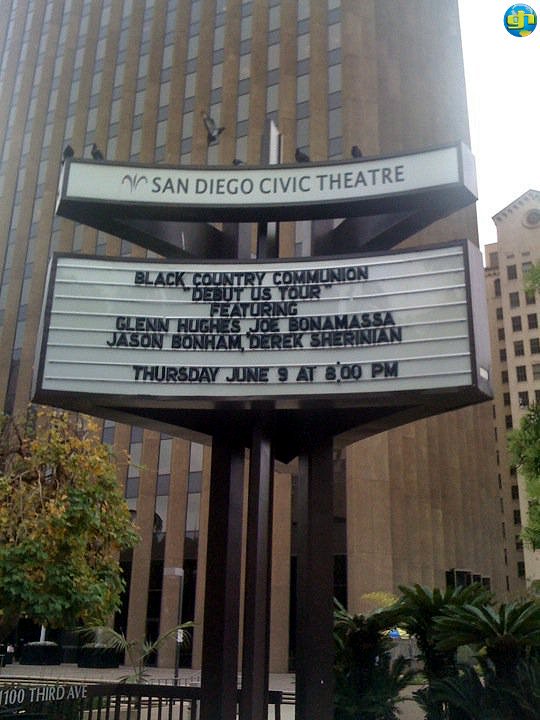 SAN DIEGO CIVIC THEATRE
BLACK COUNTRY COMMUNION
"DEBUT US TOUR"
FEATURING
GLENN HUGHES, JOE BONAMASSA
JASON BONHAM, DEREK SHERINIAN
THURSDAY JUNE 9 AT 8:00 PM
1100 THIRD AVE